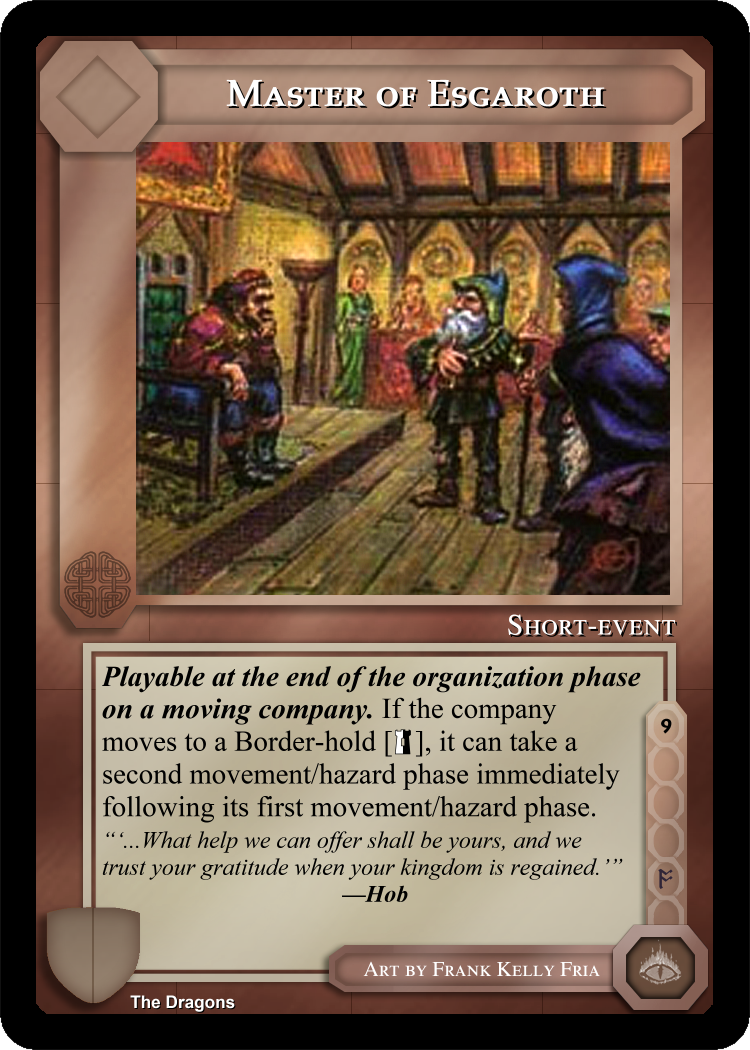 Master of Esgaroth
Short-event
Playable at the end of the organization phase
on a moving company. If the company
moves to a Border-hold [ ], it can take a
second movement/hazard phase immediately
following its first movement/hazard phase.
“‘...What help we can offer shall be yours, and we
trust your gratitude when your kingdom is regained.’”
—Hob
9
ᚩ
Art by Frank Kelly Fria
The Dragons